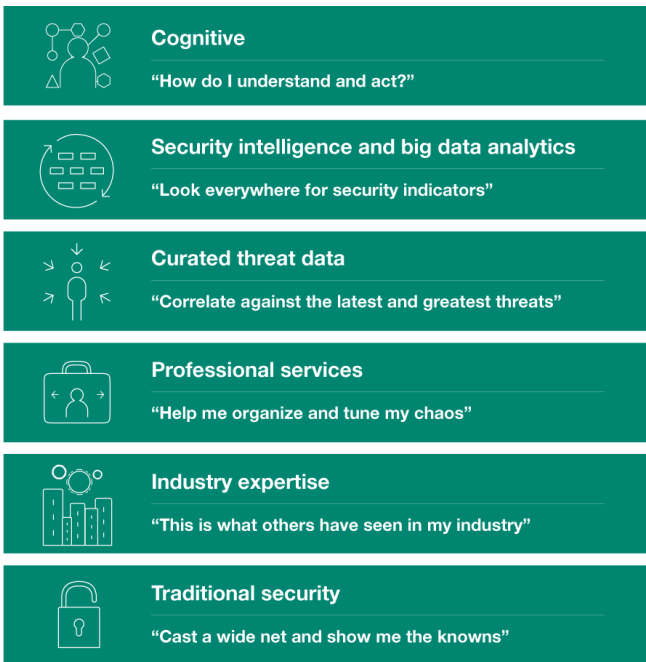 Cognitive
“How do I understand and act?”
Security intelligence and big data analytics
“Look everywhere for security indicators”
Curated threat data
“Correlate against the latest and greatest threats”
Professional services
“Help me organize and tune my chaos”
Industry expertise
“This is what others have seen in my industry”
Traditional security
“Cast a wide net and show me the knowns”